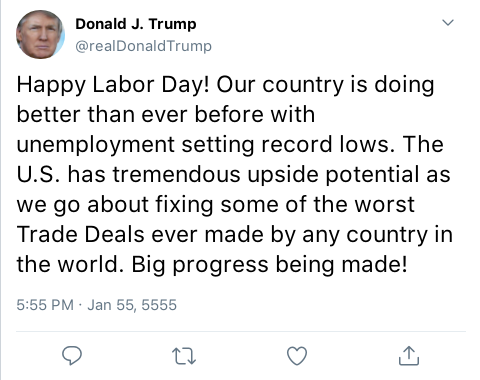 Donald J. Trump
@realDonaldTrump
Happy Labor Day! Our country is doing
better than ever before with
unemployment setting record lows. The
U.S. has tremendous upside potential as
we go about fixing some of the worst
Trade Deals ever made by any country in
the world. Big progress being made!
5:55 PM · Jan 55, 5555